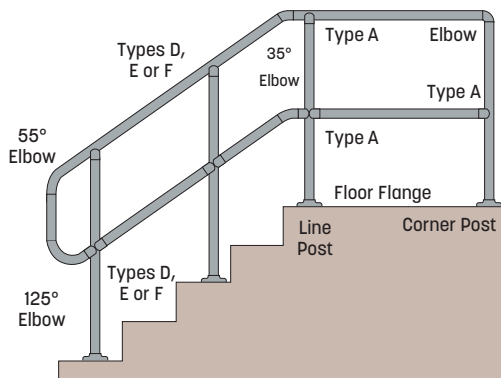 Types D,
E or F
Type A
Elbow
35°
Elbow
Type A
55°
Elbow
Type A
Floor Flange
Line
Post
Corner Post
Types D,
E or F
125°
Elbow